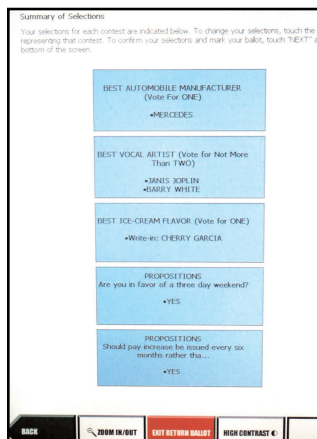 Summary of Selections
Your selections for each contest are indicated below. To change your selections, touch the
representing that contest. To confirm your selections and mark your ballot, touch "NEXT" a
bottom of the screen.
BEST AUTOMOBILE MANUFACTURER
(Vote For ONE)
•MERCEDES
BEST VOCAL ARTIST (Vote for Not More
Than TWO)
•JANIS JOPLIN
•BARRY WHITE
BEST ICE-CREAM FLAVOR (Vote for ONE)
•Write-in: CHERRY GARCIA
PROPOSITIONS
Are you in favor of a three day weekend?
•YES
PROPOSITIONS
Should pay increase be issued every six
months rather tha...
•YES
BACK
ZOOM IN/OUT
EXIT RETURN BALLOT
HIGH CONTRAST